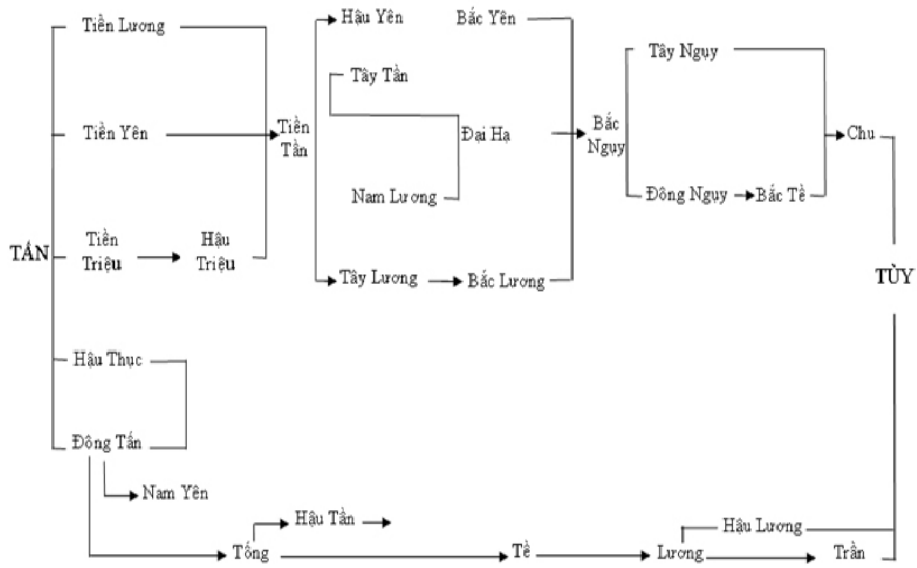 Tiền Lương
Hậu Yên
Bắc Yên
Tây Ngụy
Tây Tần
Tiền Yên
Tiền
Tần
Đại Hạ
Bắc
Ngụy
Chu
Nam Lương
Đông Ngụy
Bắc Tề
TẤN
Tiền
Triệu
Hậu
Triệu
Tây Lương
Bắc Lương
TÙY
Hậu Thục
Đông Tấn
Nam Yên
Hậu Tần
Hậu Lương
Tống
Tề
Lương
Trần